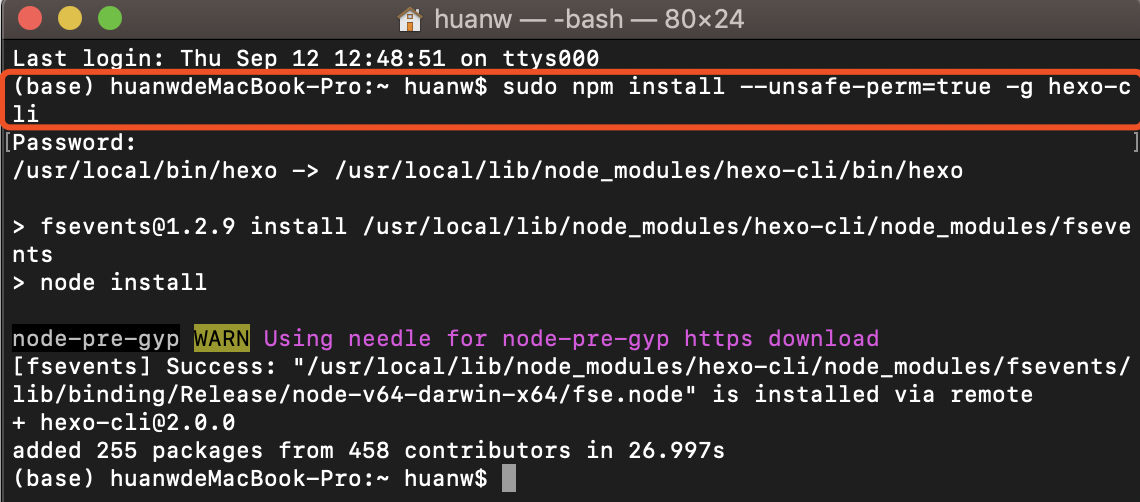 huanw — -bash — 80×24
Last login: Thu Sep 12 12:48:51 on ttys000
(base) huanwdeMacBook-Pro:~ huanw$ sudo npm install --unsafe-perm=true -g hexo-c
li
[Password:]
/usr/local/bin/hexo -> /usr/local/lib/node_modules/hexo-cli/bin/hexo
> fsevents@1.2.9 install /usr/local/lib/node_modules/hexo-cli/node_modules/fseve
nts
> node install
node-pre-gyp WARN Using needle for node-pre-gyp https download
[fsevents] Success: "/usr/local/lib/node_modules/hexo-cli/node_modules/fsevents/
lib/binding/Release/node-v64-darwin-x64/fse.node" is installed via remote
+ hexo-cli@2.0.0
added 255 packages from 458 contributors in 26.997s
(base) huanwdeMacBook-Pro:~ huanw$